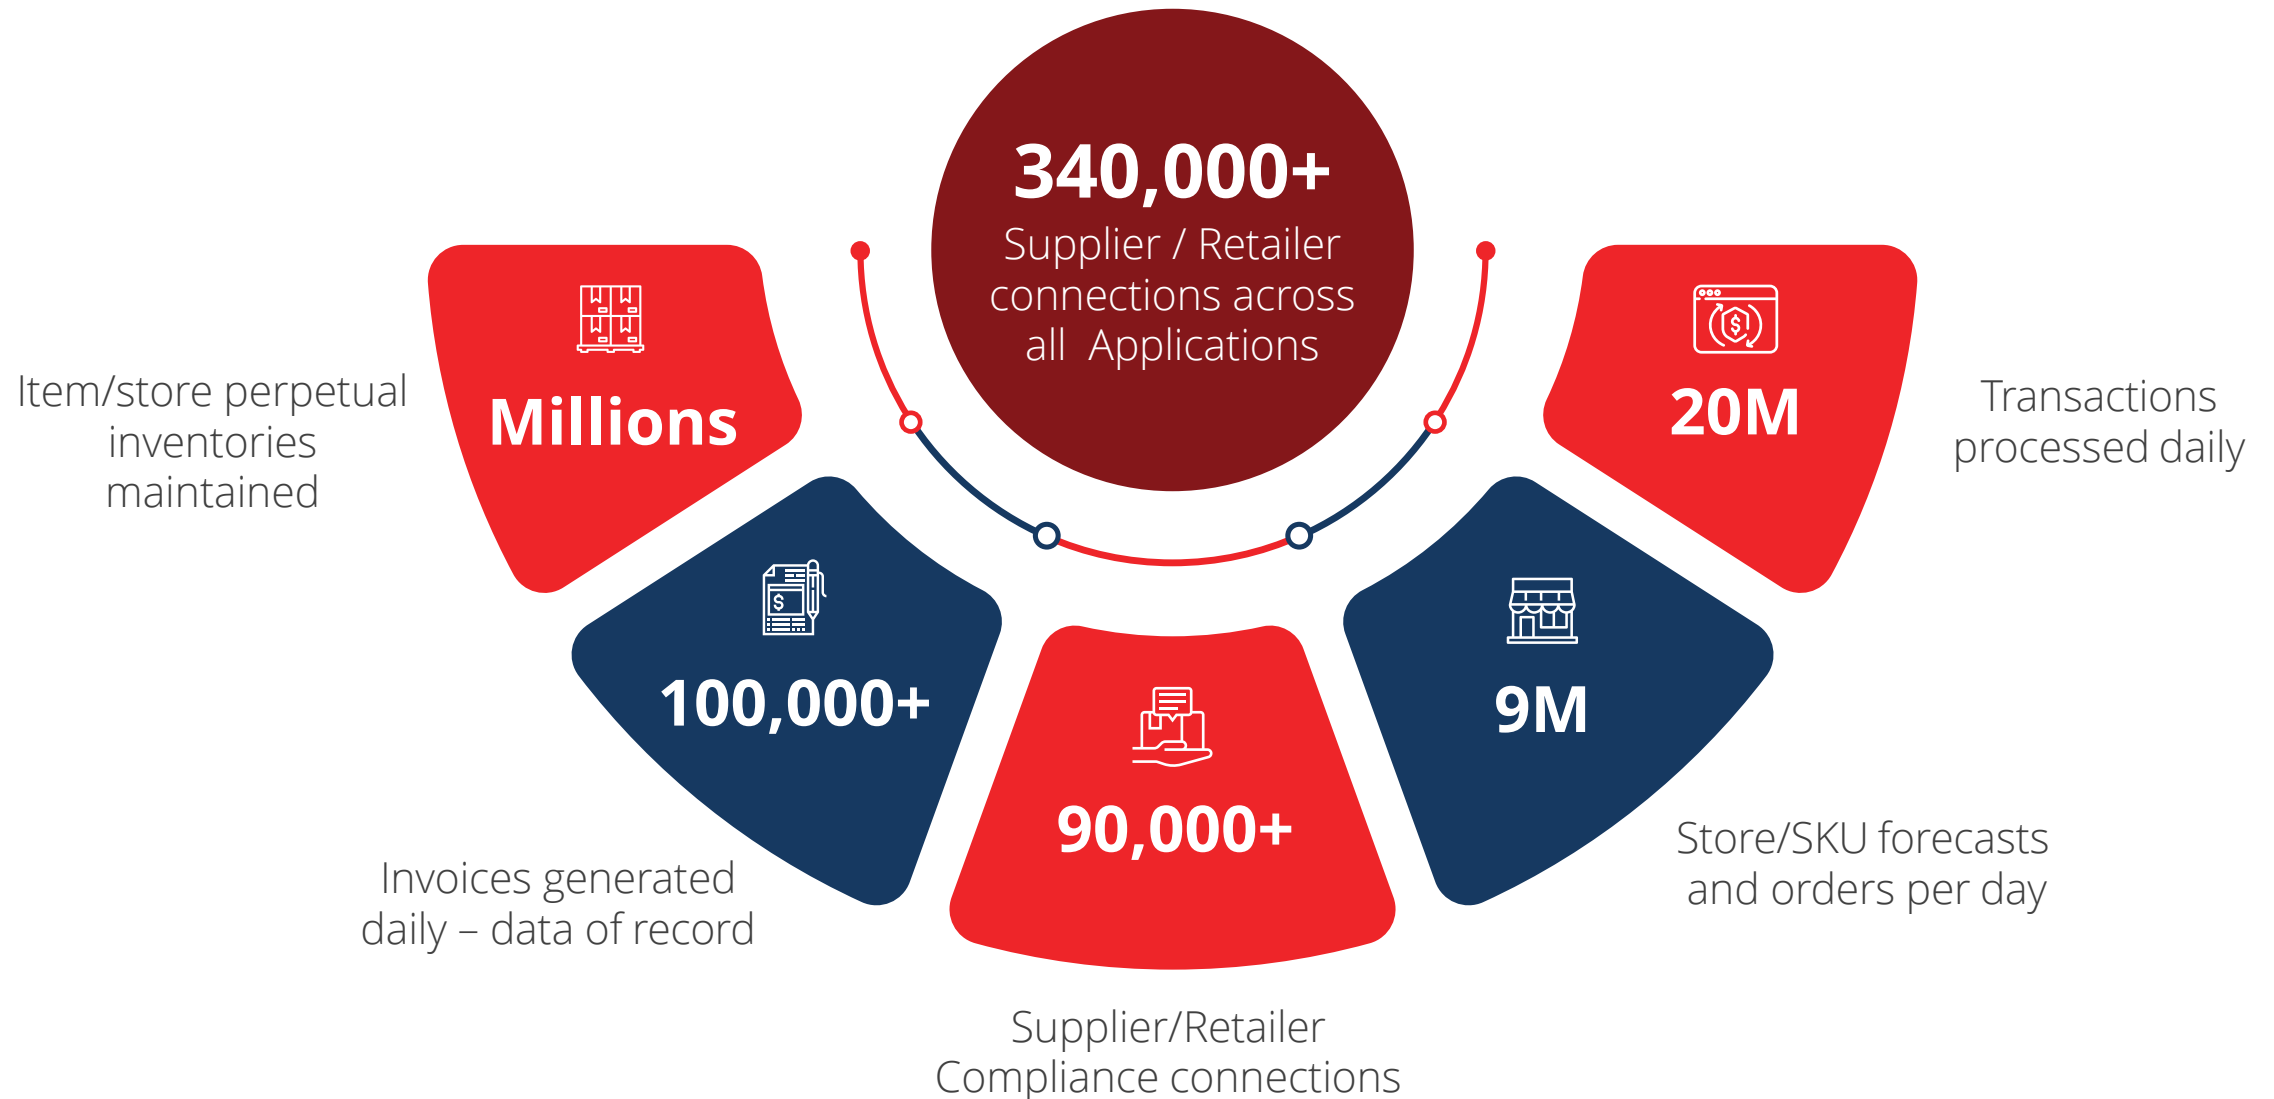 340,000+
Supplier / Retailer
connections across
all Applications
Millions
Item/store perpetual
inventories
maintained
100,000+
Invoices generated
daily – data of record
90,000+
Supplier/Retailer
Compliance connections
9M
Store/SKU forecasts
and orders per day
20M
Transactions
processed daily